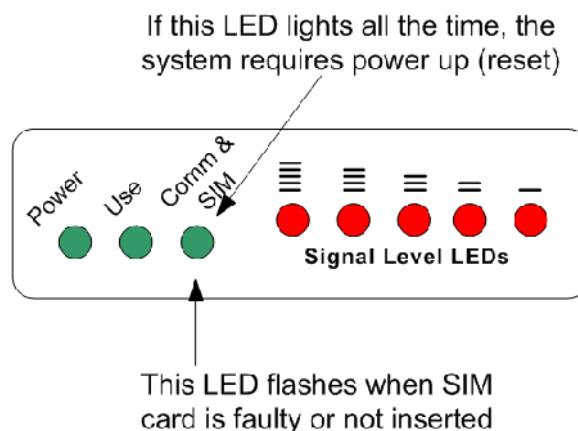 If this LED lights all the time, the
system requires power up (reset)
Power
Use
Comm &
SIM
Signal Level LEDs
This LED flashes when SIM
card is faulty or not inserted